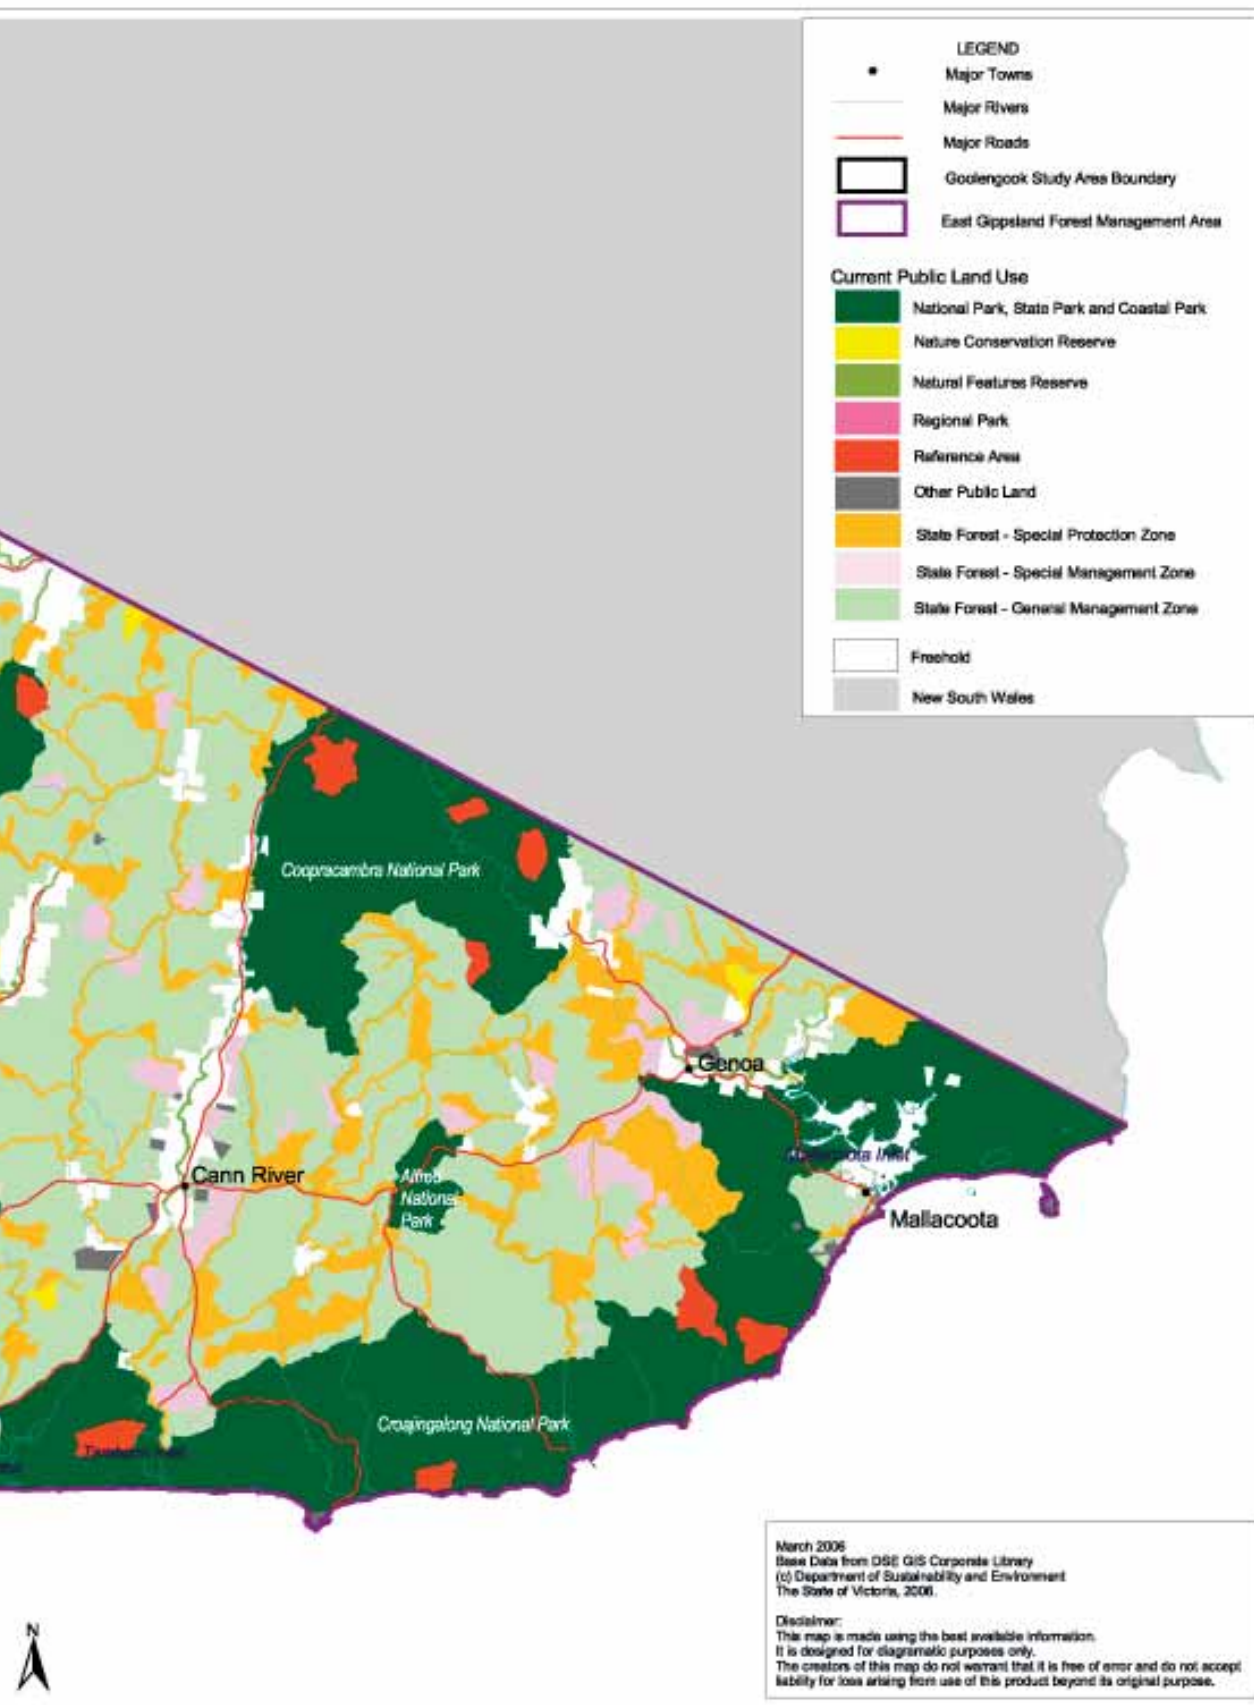 LEGEND
Major Towns
Major Rivers
Major Roads
Goolengook Study Area Boundary
East Gippsland Forest Management Area
Current Public Land Use
National Park, State Park and Coastal Park
Nature Conservation Reserve
Natural Features Reserve
Regional Park
Reference Area
Other Public Land
State Forest - Special Protection Zone
State Forest - Special Management Zone
State Forest - General Management Zone
Freehold
New South Wales
Coopracambra National Park
Genoa
Inlet
Cann River
Alfred
National
Park
Mallacoota
Croajingalong National Park
March 2006
Base Data from DSE GIS Corporate Library
(c) Department of Sustainability and Environment
The State of Victoria, 2006.
Disclaimer:
This map is made using the best available information.
It is designed for diagramatic purposes only.
The creators of this map do not warrant that it is free of error and do not accept
liability for loss arising from use of this product beyond its original purpose.
N